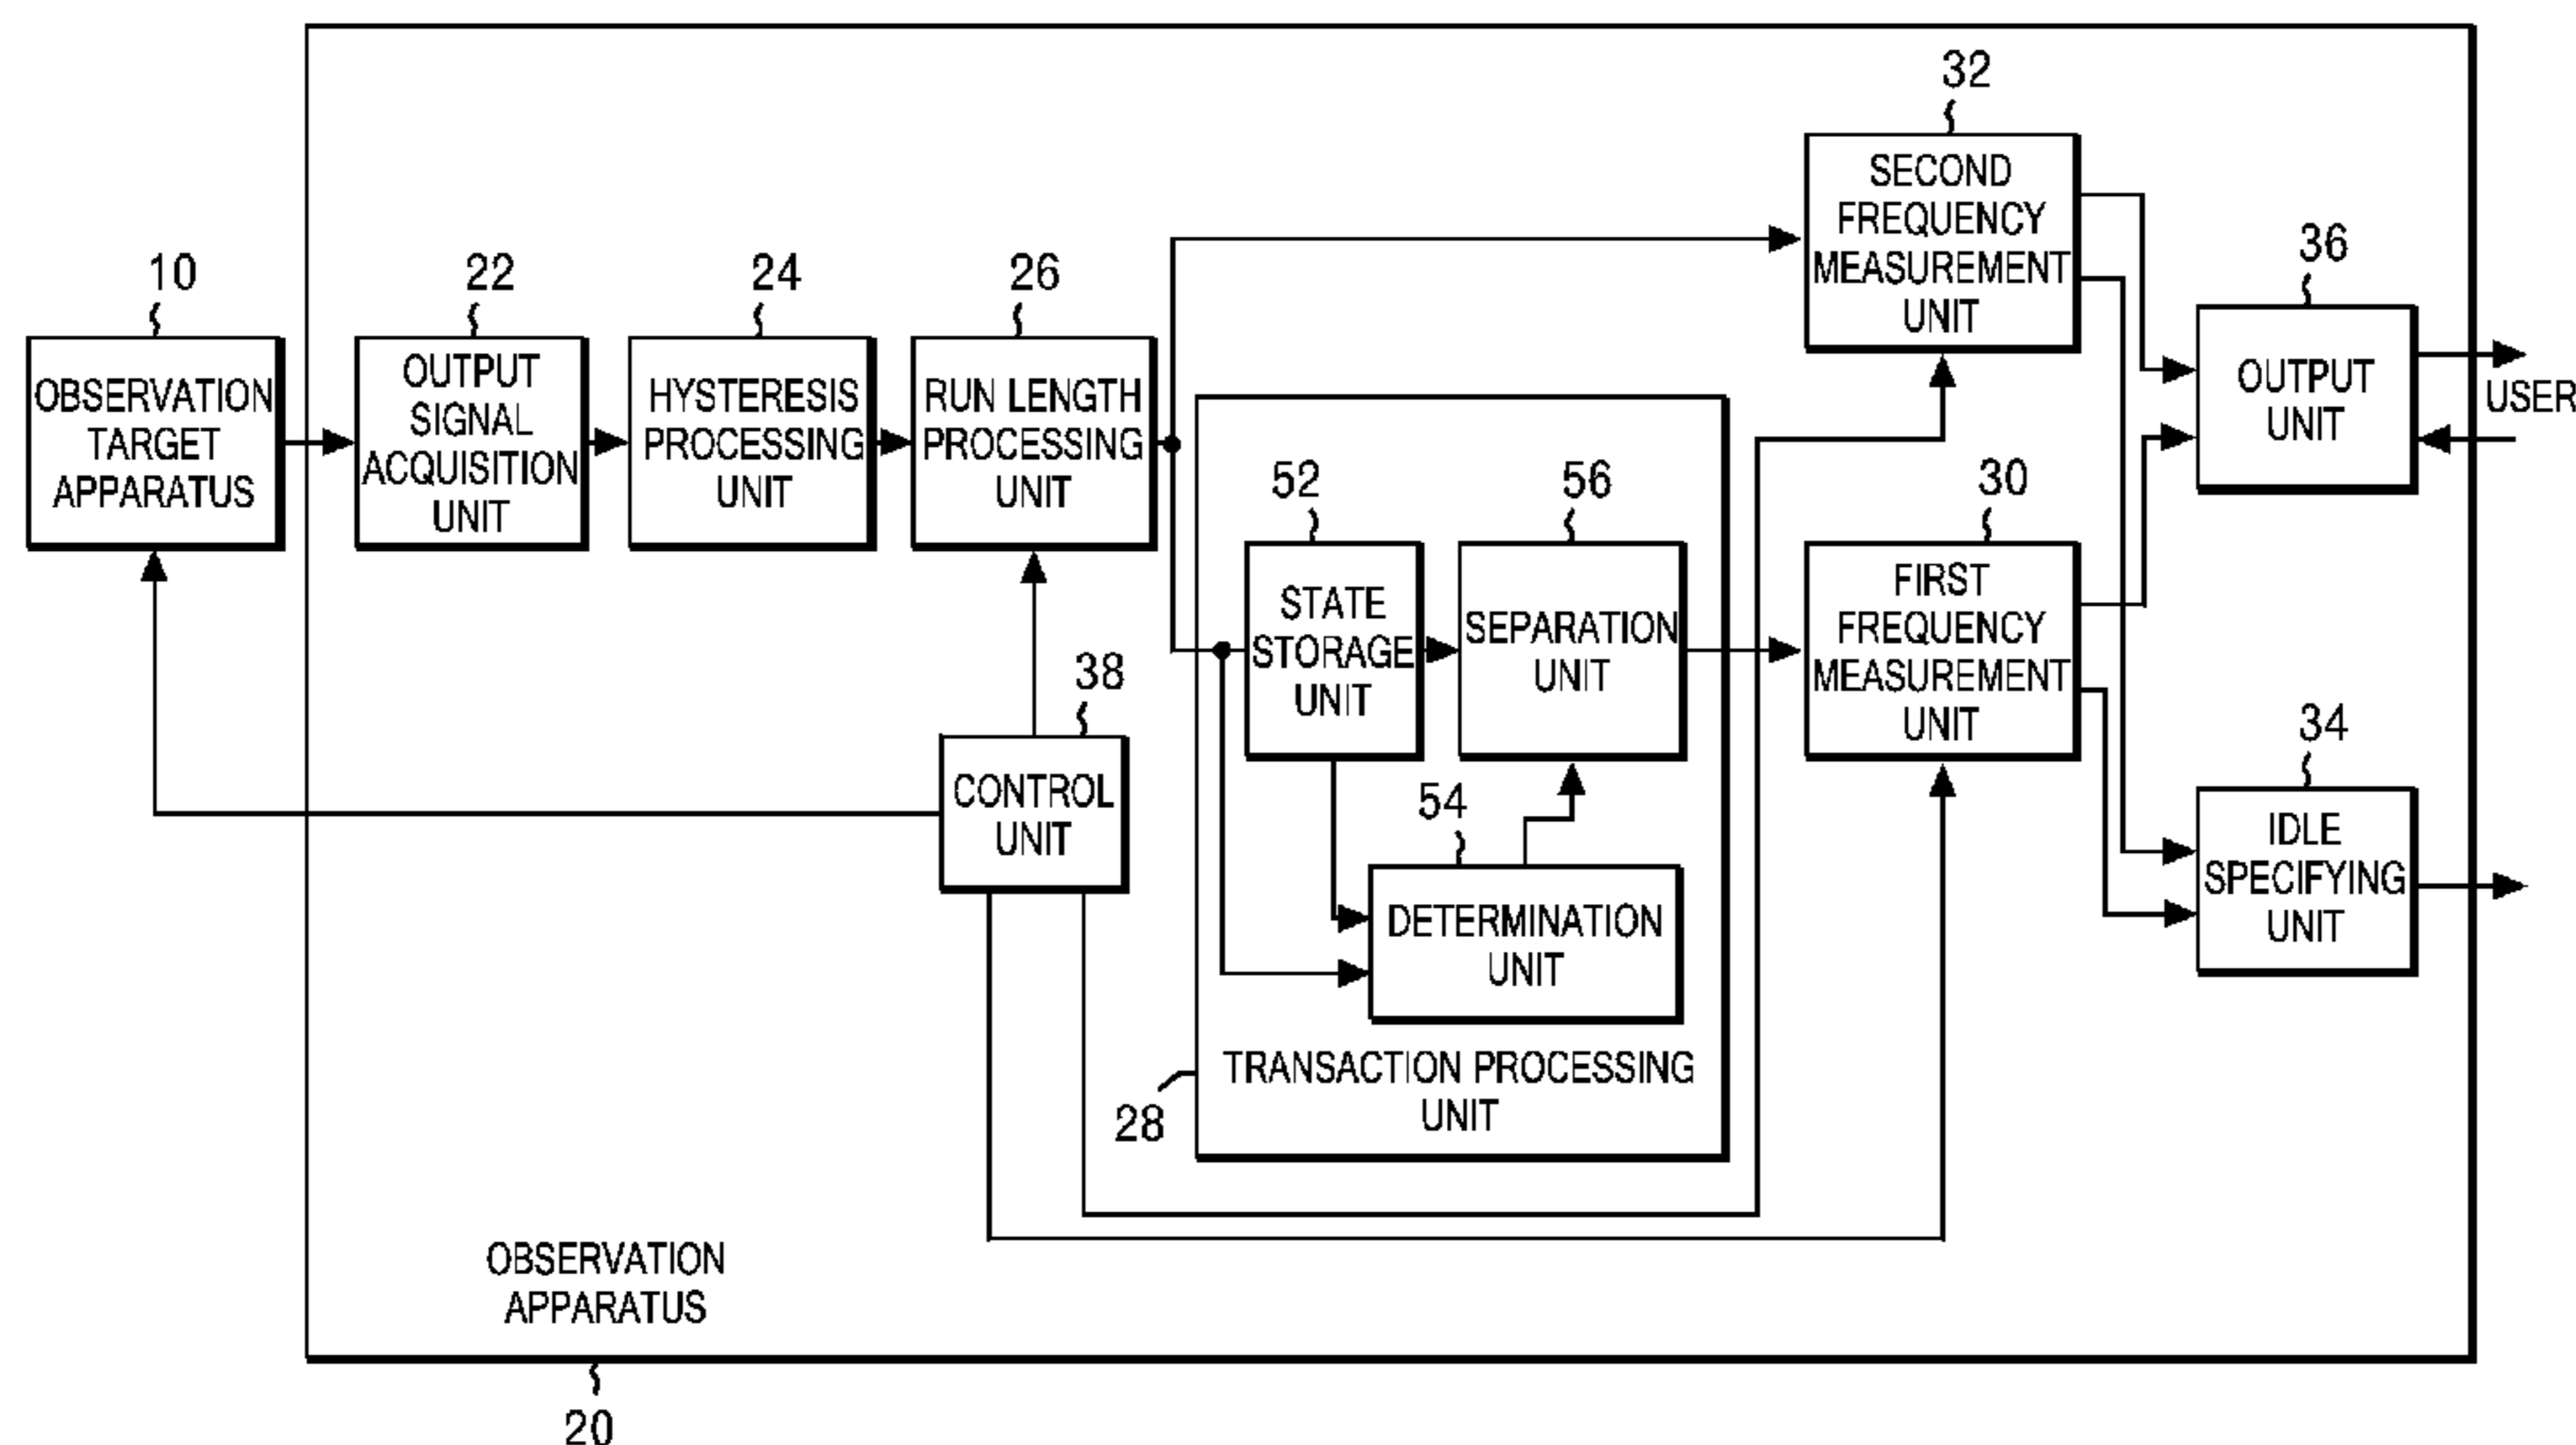 32
SECOND
FREQUENCY
MEASUREMENT
UNIT
10
22
24
26
36
OBSERVATION
TARGET
APPARATUS
OUTPUT
SIGNAL
ACQUISITION
UNIT
HYSTERESIS
PROCESSING
UNIT
RUN LENGTH
PROCESSING
UNIT
OUTPUT
UNIT
USER
52
56
30
STATE
STORAGE
UNIT
SEPARATION
UNIT
FIRST
FREQUENCY
MEASUREMENT
UNIT
38
CONTROL
UNIT
54
DETERMINATION
UNIT
34
IDLE
SPECIFYING
UNIT
TRANSACTION PROCESSING
UNIT
28
OBSERVATION
APPARATUS
20